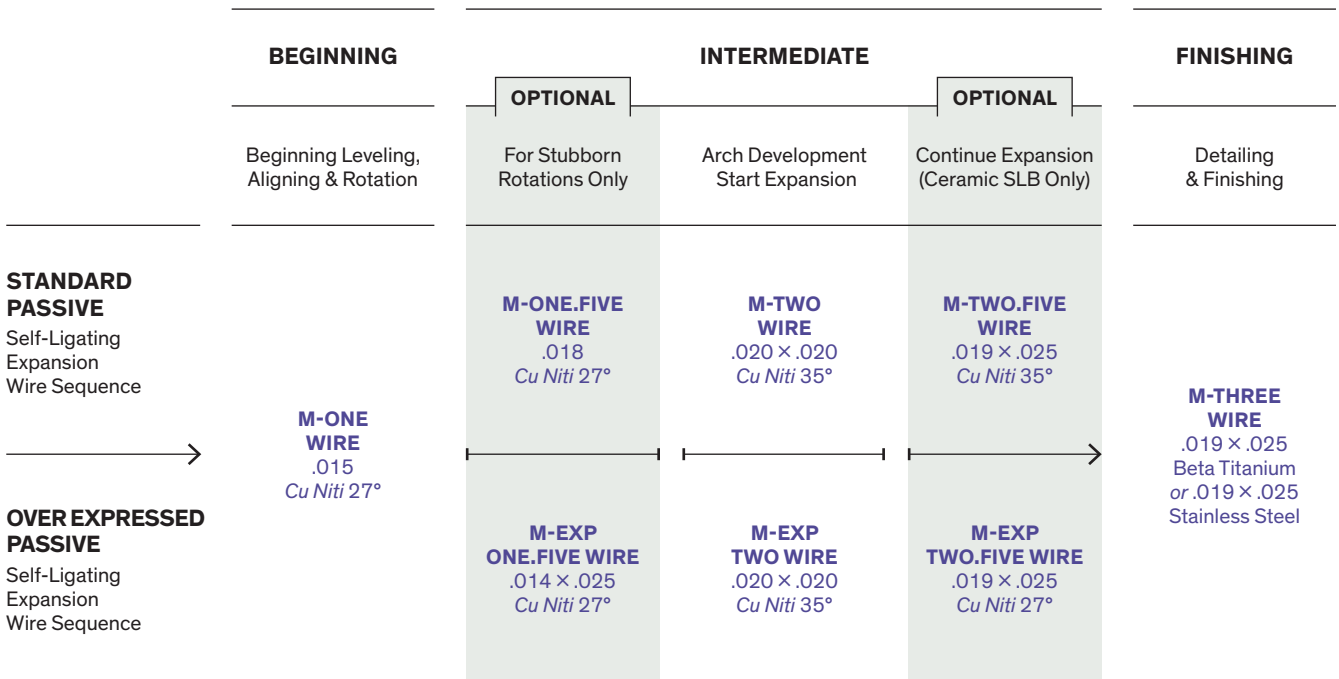 BEGINNING
INTERMEDIATE
FINISHING
OPTIONAL
OPTIONAL
Beginning Leveling,
Aligning & Rotation
For Stubborn
Rotations Only
Arch Development
Start Expansion
Continue Expansion
(Ceramic SLB Only)
Detailing
& Finishing
STANDARD
PASSIVE
Self-Ligating
Expansion
Wire Sequence
OVER EXPRESSED
PASSIVE
Self-Ligating
Expansion
Wire Sequence
M-ONE
WIRE
.015
Cu Niti 27°
M-ONE.FIVE
WIRE
.018
Cu Niti 27°
M-TWO
WIRE
.020 × .020
Cu Niti 35°
M-TWO.FIVE
WIRE
.019 × .025
Cu Niti 35°
M-EXP
ONE.FIVE WIRE
.014 × .025
Cu Niti 27°
M-EXP
TWO WIRE
.020 × .020
Cu Niti 35°
M-EXP
TWO.FIVE WIRE
.019 × .025
Cu Niti 27°
M-THREE
WIRE
.019 × .025
Beta Titanium
or .019 × .025
Stainless Steel